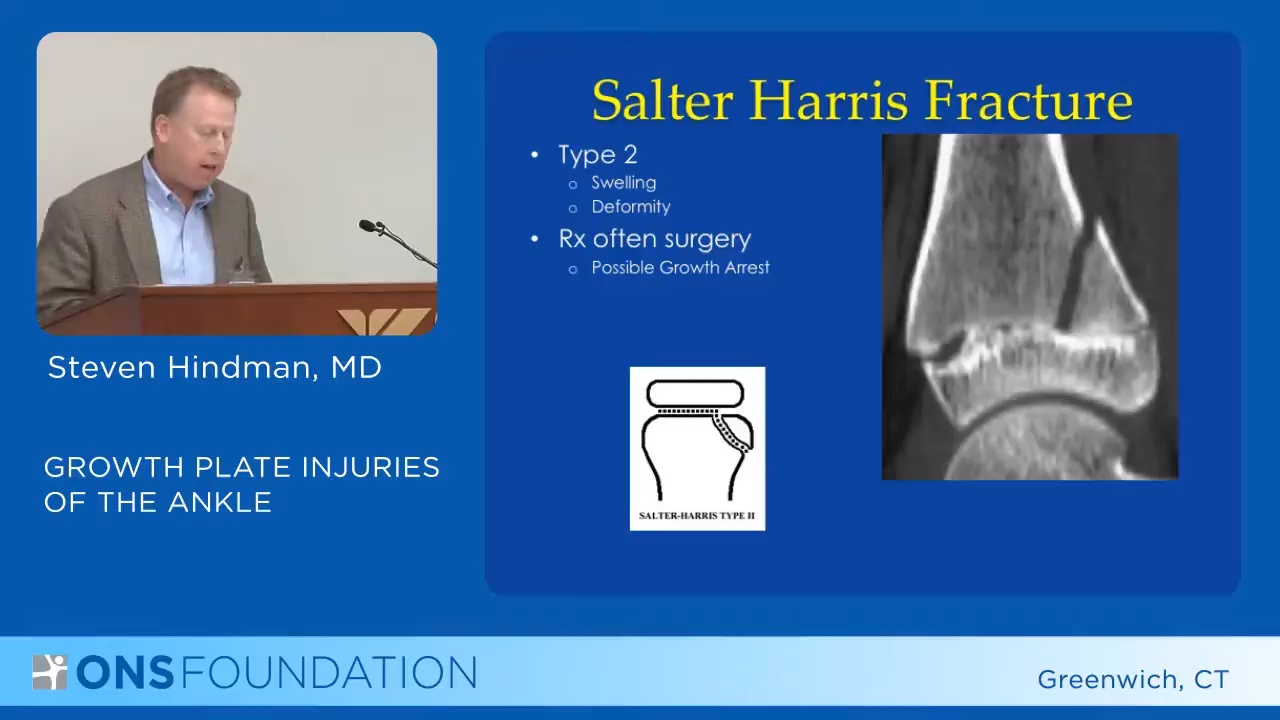 Salter Harris Fracture
• Type 2
o Swelling
o Deformity
• Rx often surgery
o Possible Growth Arrest
SALTER-HARRIS TYPE II
Steven Hindman, MD
GROWTH PLATE INJURIES
OF THE ANKLE
ONS FOUNDATION
Greenwich, CT